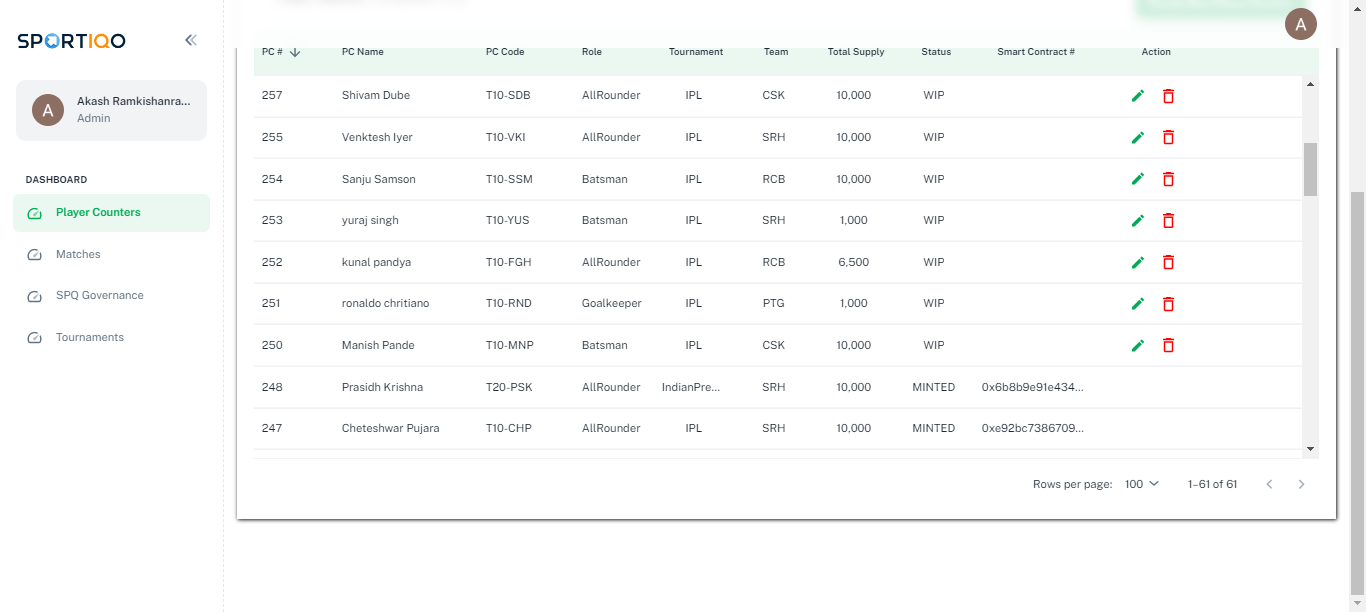 SPORTIQO
A
A
Akash Ramkishanra...
Admin
DASHBOARD
Player Counters
Matches
SPQ Governance
Tournaments
PC # PC Name PC Code Role Tournament Team Total Supply Status Smart Contract # Action
257 Shivam Dube T10-SDB AllRounder IPL CSK 10,000 WIP
255 Venktesh Iyer T10-VKI AllRounder IPL SRH 10,000 WIP
254 Sanju Samson T10-SSM Batsman IPL RCB 10,000 WIP
253 yuraj singh T10-YUS Batsman IPL SRH 1,000 WIP
252 kunal pandya T10-FGH AllRounder IPL RCB 6,500 WIP
251 ronaldo chritiano T10-RND Goalkeeper IPL PTG 1,000 WIP
250 Manish Pande T10-MNP Batsman IPL CSK 10,000 WIP
248 Prasidh Krishna T20-PSK AllRounder IndianPre... SRH 10,000 MINTED 0x6b8b9e91e434...
247 Cheteshwar Pujara T10-CHP AllRounder IPL SRH 10,000 MINTED 0xe92bc7386709...
Rows per page: 100 1–61 of 61